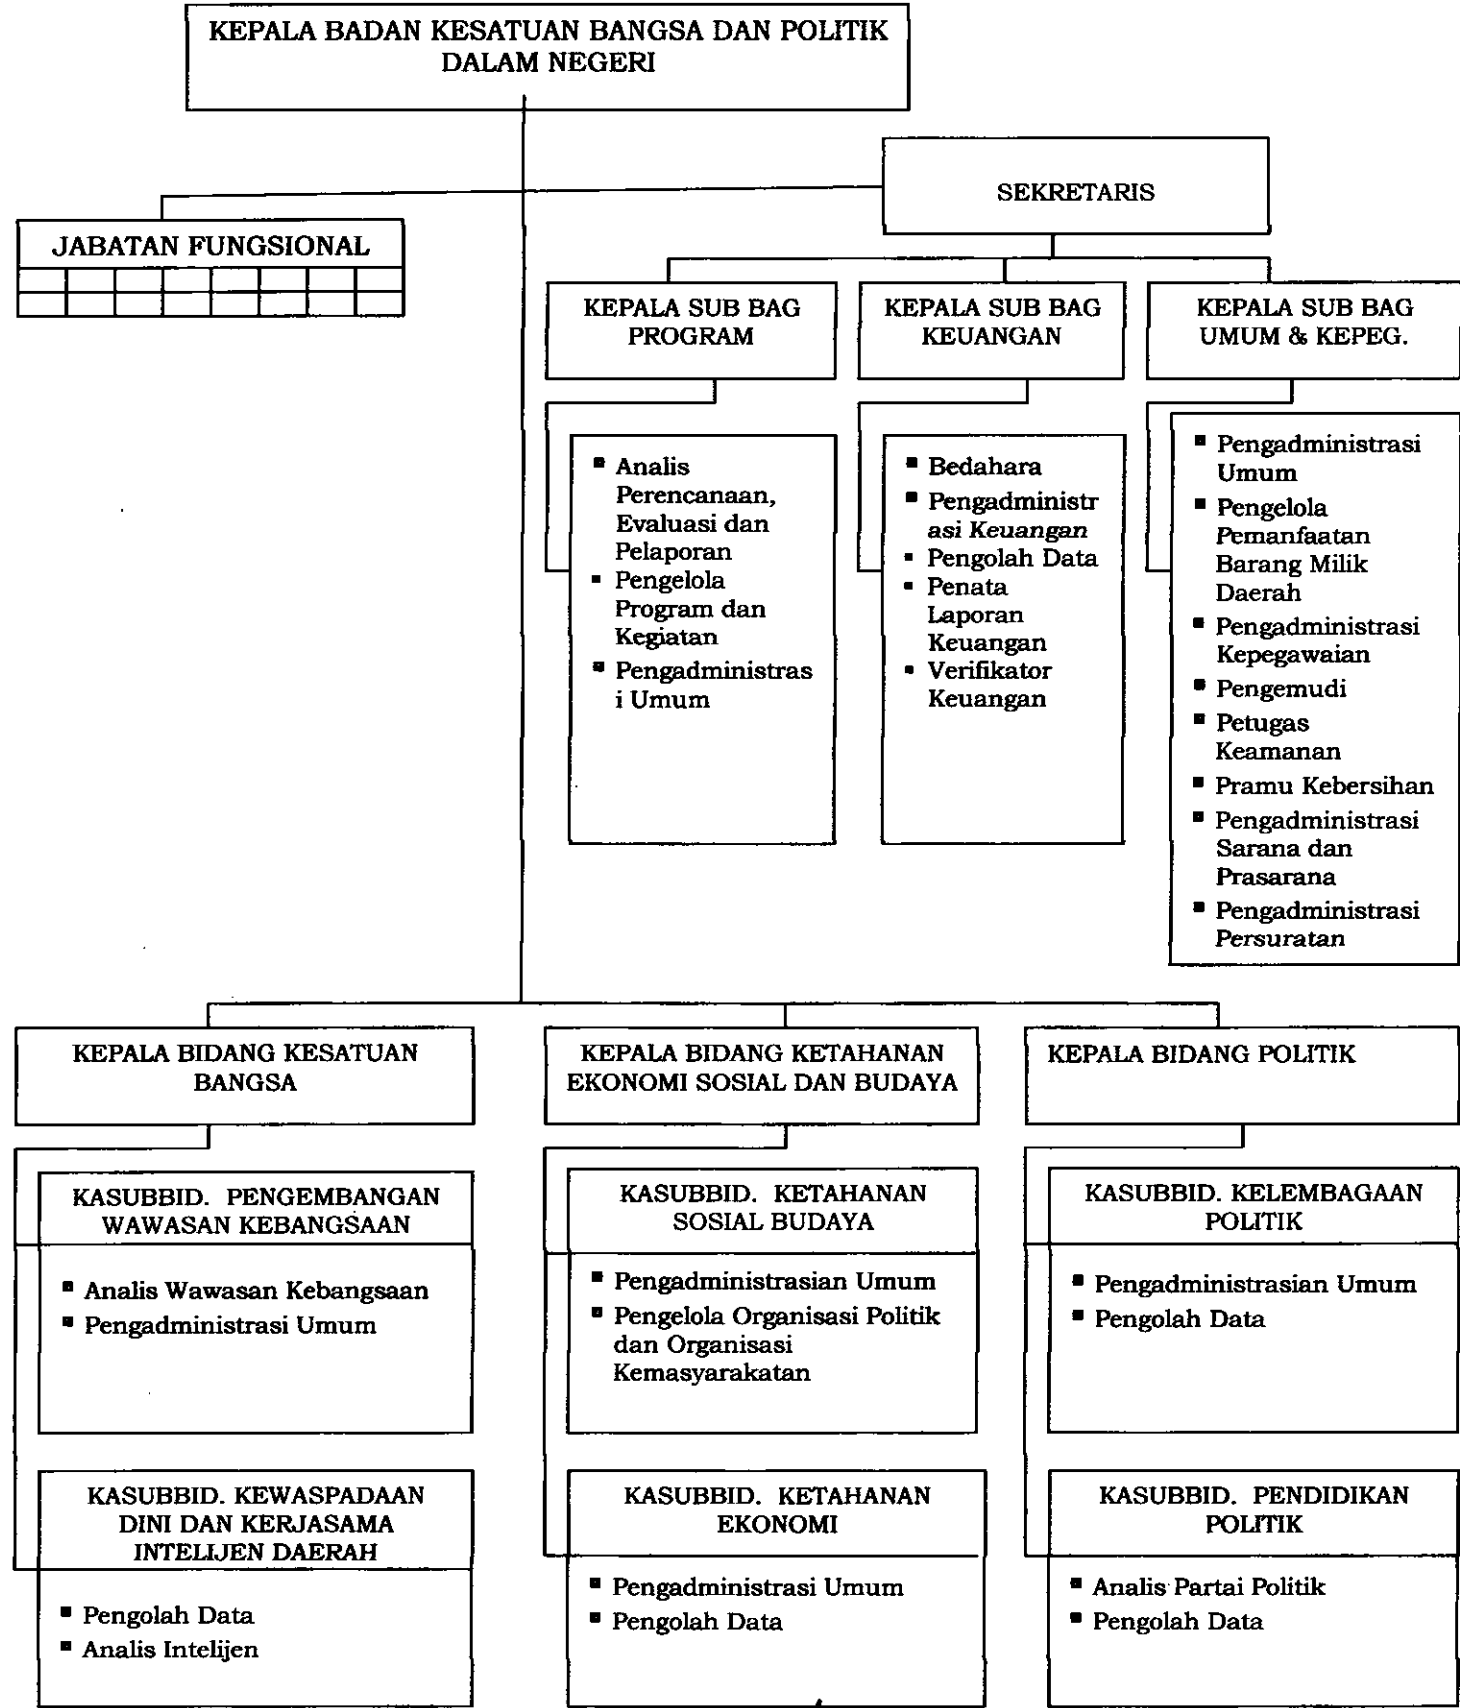 KEPALA BADAN KESATUAN BANGSA DAN POLITIK
DALAM NEGERI
SEKRETARIS
JABATAN FUNGSIONAL
KEPALA SUB BAG
PROGRAM
KEPALA SUB BAG
KEUANGAN
KEPALA SUB BAG
UMUM & KEPEG.
▪ Analis
Perencanaan,
Evaluasi dan
Pelaporan
▪ Pengelola
Program dan
Kegiatan
▪ Pengadministras
i Umum
▪ Bedahara
▪ Pengadministr
asi Keuangan
▪ Pengolah Data
▪ Penata
Laporan
Keuangan
▪ Verifikator
Keuangan
▪ Pengadministrasi
Umum
▪ Pengelola
Pemanfaatan
Barang Milik
Daerah
▪ Pengadministrasi
Kepegawaian
▪ Pengemudi
▪ Petugas
Keamanan
▪ Pramu Kebersihan
▪ Pengadministrasi
Sarana dan
Prasarana
▪ Pengadministrasi
Persuratan
KEPALA BIDANG KESATUAN
BANGSA
KEPALA BIDANG KETAHANAN
EKONOMI SOSIAL DAN BUDAYA
KEPALA BIDANG POLITIK
KASUBBID. PENGEMBANGAN
WAWASAN KEBANGSAAN
▪ Analis Wawasan Kebangsaan
▪ Pengadministrasi Umum
KASUBBID. KETAHANAN
SOSIAL BUDAYA
▪ Pengadministrasian Umum
▪ Pengelola Organisasi Politik
dan Organisasi
Kemasyarakatan
KASUBBID. KELEMBAGAAN
POLITIK
▪ Pengadministrasian Umum
▪ Pengolah Data
KASUBBID. KEWASPADAAN
DINI DAN KERJASAMA
INTELIJEN DAERAH
▪ Pengolah Data
▪ Analis Intelijen
KASUBBID. KETAHANAN
EKONOMI
▪ Pengadministrasi Umum
▪ Pengolah Data
KASUBBID. PENDIDIKAN
POLITIK
▪ Analis Partai Politik
▪ Pengolah Data